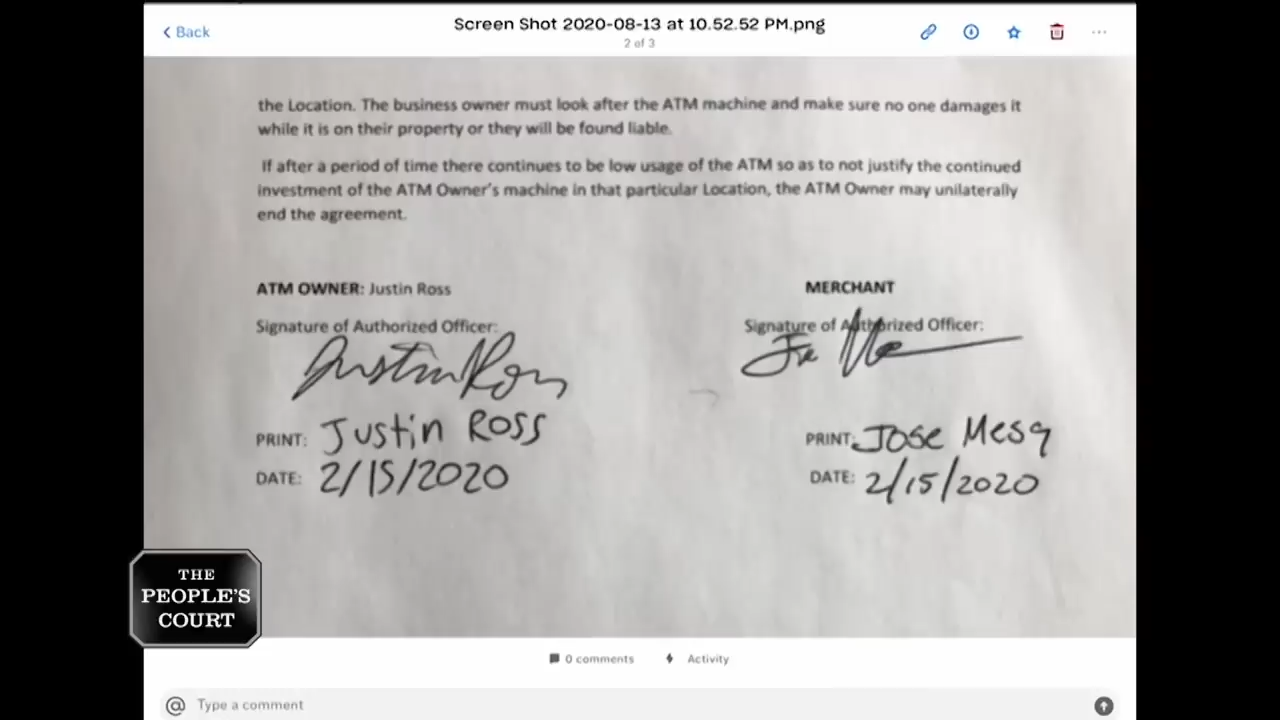 Back
Screen Shot 2020-08-13 at 10.52.52 PM.png
2 of 3
the Location. The business owner must look after the ATM machine and make sure no one damages it
while it is on their property or they will be found liable.
If after a period of time there continues to be low usage of the ATM so as to not justify the continued
investment of the ATM Owner's machine in that particular Location, the ATM Owner may unilaterally
end the agreement.
ATM OWNER: Justin Ross
Signature of Authorized Officer:
Justin Ross
PRINT: Justin Ross
DATE: 2/15/2020
MERCHANT
Signature of Authorized Officer:
PRINT: Jose Mesq
DATE: 2/15/2020
THE
PEOPLE'S
COURT
0 comments
Activity
@ Type a comment